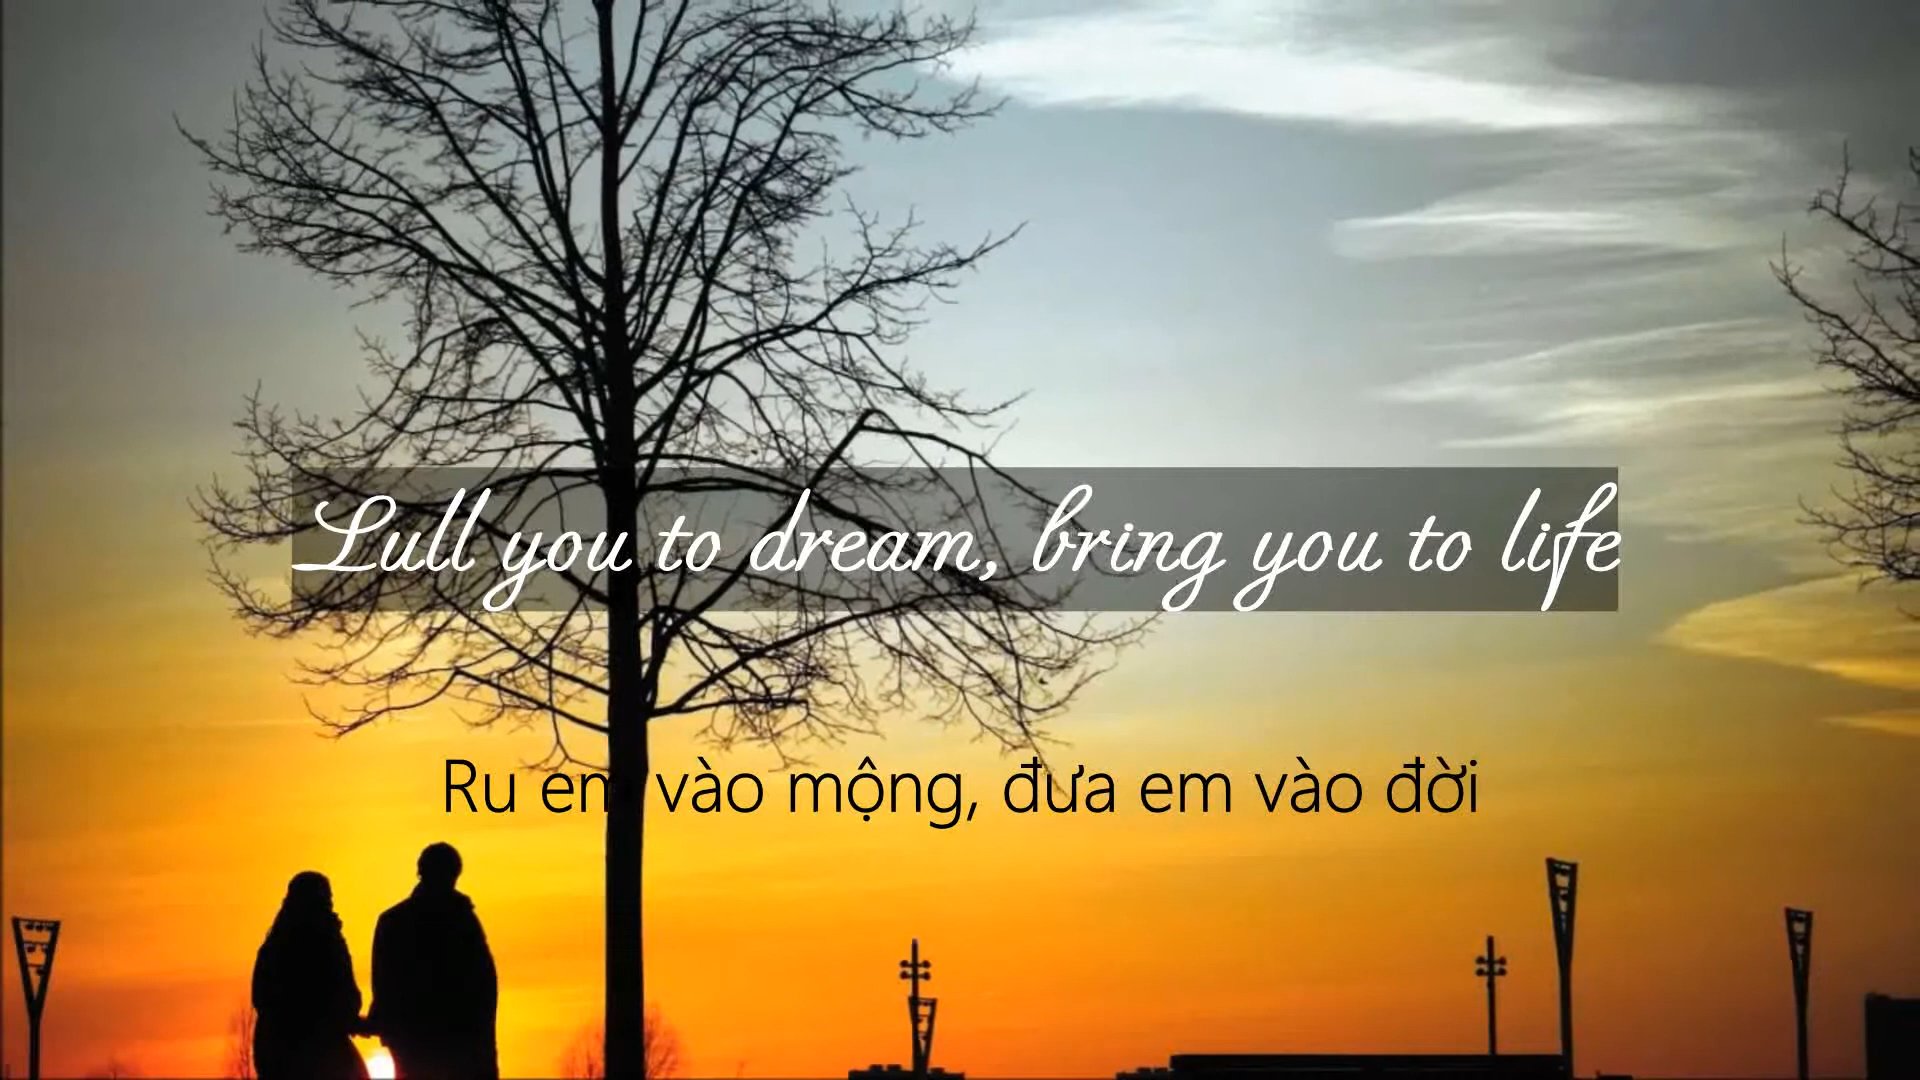 Lull you to dream, bring you to life
Ru em vào mộng, đưa em vào đời